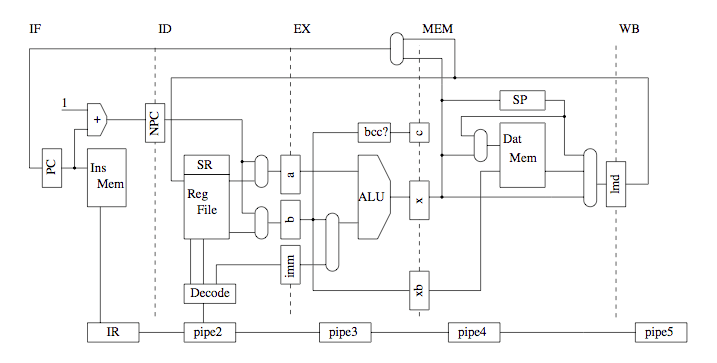 IF ID EX MEM WB
1
SP
+
NPC
bcc?
c
Dat
Mem
PC
Ins
Mem
SR
Reg
File
a
ALU
x
lmd
b
imm
Decode
xb
IR pipe2 pipe3 pipe4 pipe5